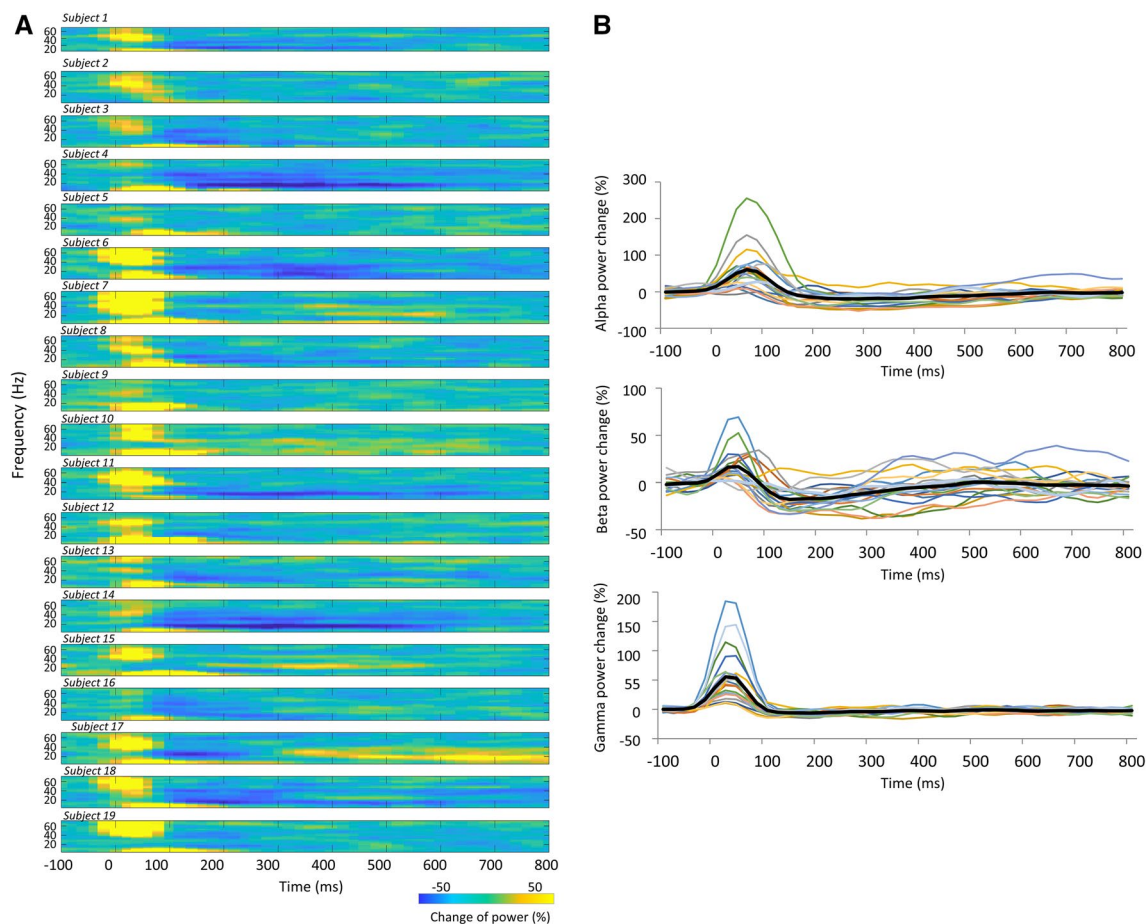 A
Subject 1
60
40
20
Subject 2
60
40
20
Subject 3
60
40
20
Subject 4
60
40
20
Subject 5
60
40
20
Subject 6
60
40
20
Subject 7
60
40
20
Subject 8
60
40
20
Subject 9
60
40
20
Subject 10
60
40
20
Subject 11
60
40
20
Subject 12
60
40
20
Subject 13
60
40
20
Subject 14
60
40
20
Subject 15
60
40
20
Subject 16
60
40
20
Subject 17
60
40
20
Subject 18
60
40
20
Subject 19
60
40
20
Frequency (Hz)
-100 0 100 200 300 400 500 600 700 800
Time (ms)
-50 50
Change of power (%)
B
Alpha power change (%)
300
200
100
0
-100
-100 0 100 200 300 400 500 600 700 800
Time (ms)
Beta power change (%)
100
50
0
-50
-100 0 100 200 300 400 500 600 700 800
Time (ms)
Gamma power change (%)
200
150
100
55
0
-50
-100 0 100 200 300 400 500 600 700 800
Time (ms)